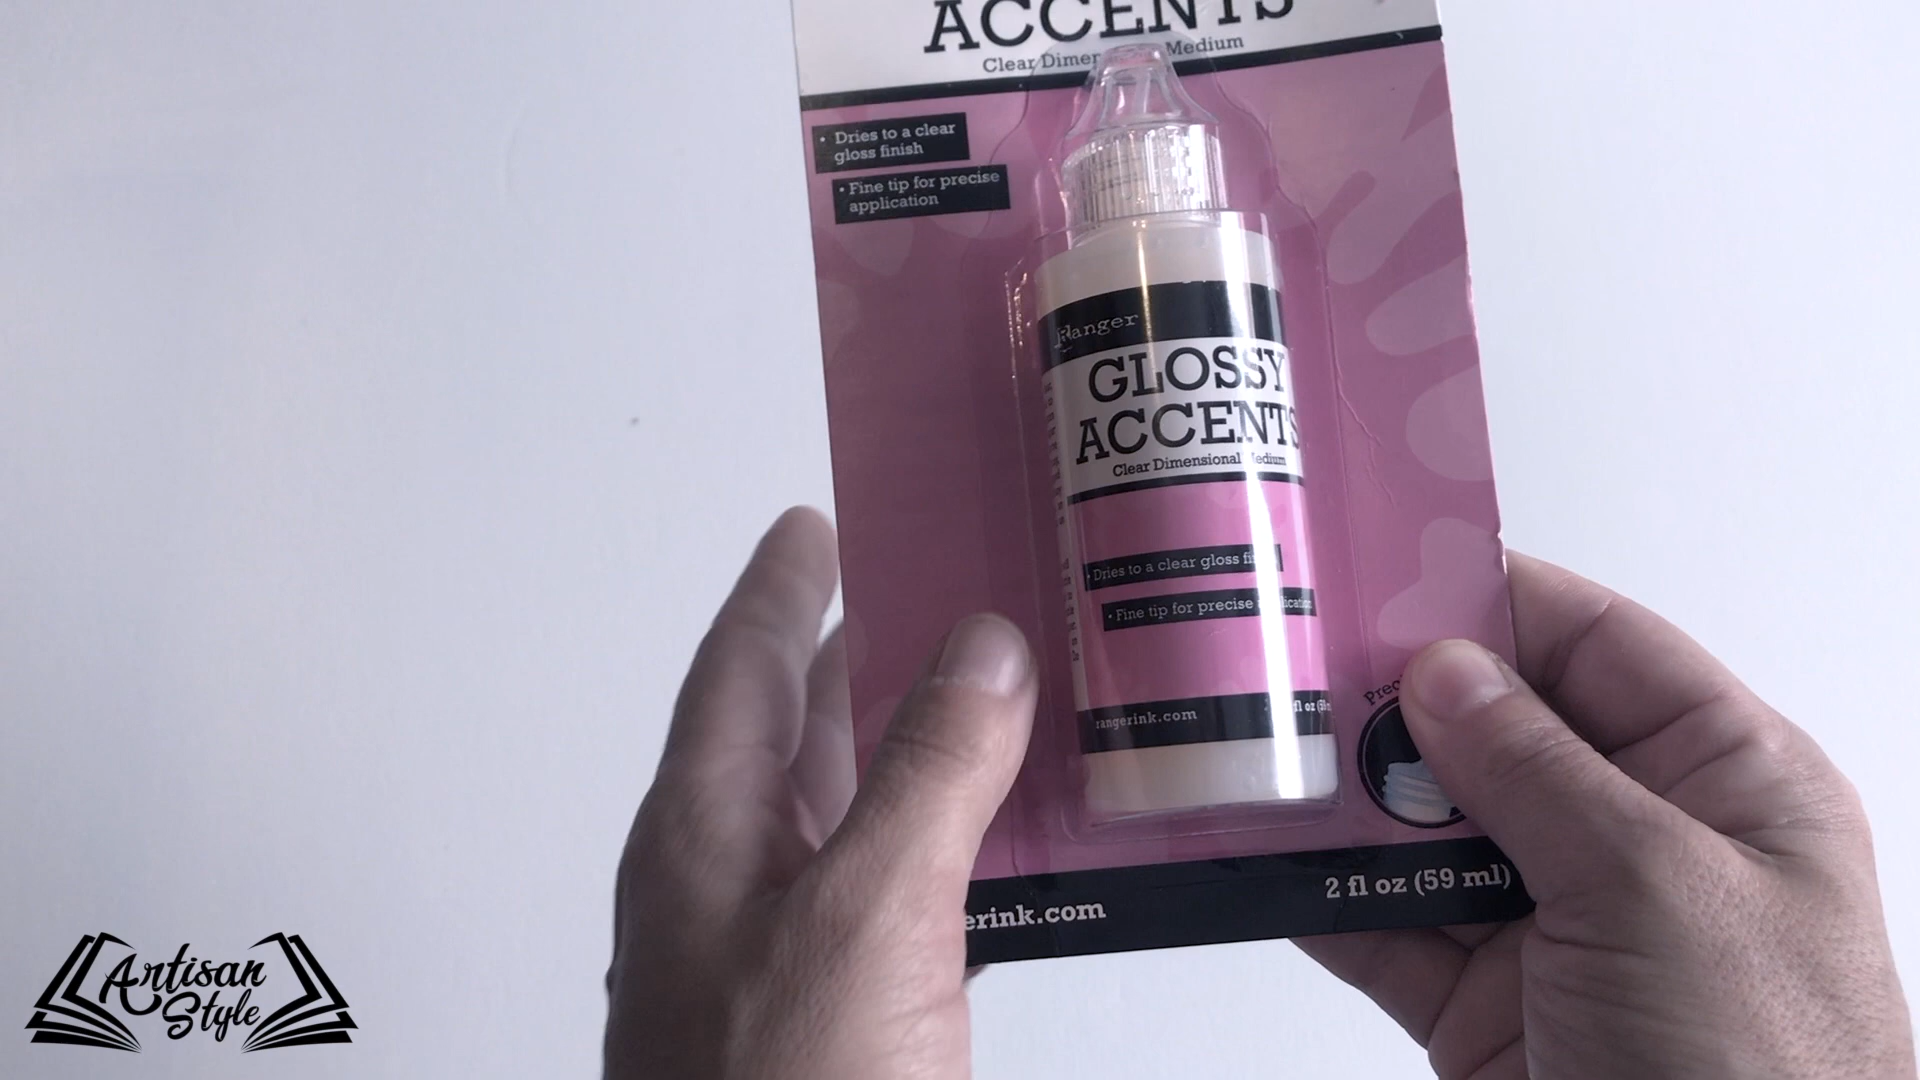 ACCENTS
Clear Medium
• Dries to a clear
gloss finish
• Fine tip for precise
application
Ranger
GLOSSY
ACCENTS
Clear Dimensional Medium
• Dries to a clear gloss
• Fine tip for precise
rangerink.com
fl oz
2 fl oz (59 ml)
erink.com
Artisan
Style